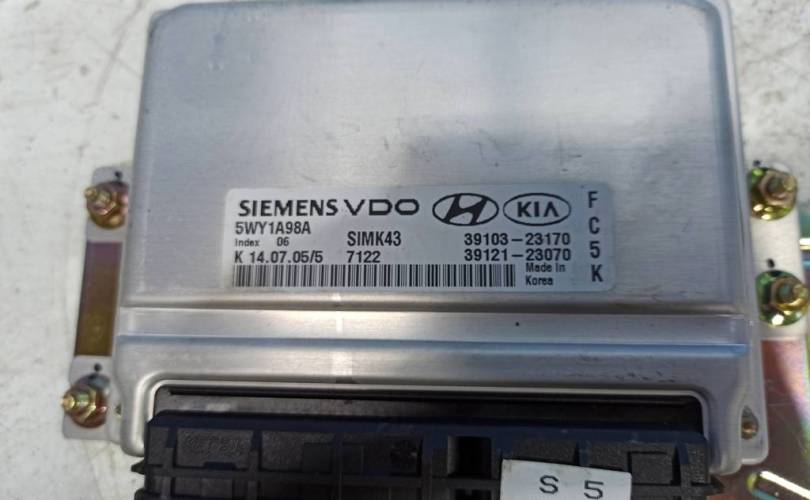 SIEMENS VDO H KIA
5WY1A98A
Index 06 SIMK43 39103-23170
K 14.07.05/5 7122 39121-23070
Made In
Korea
F
C
5
K
S 5